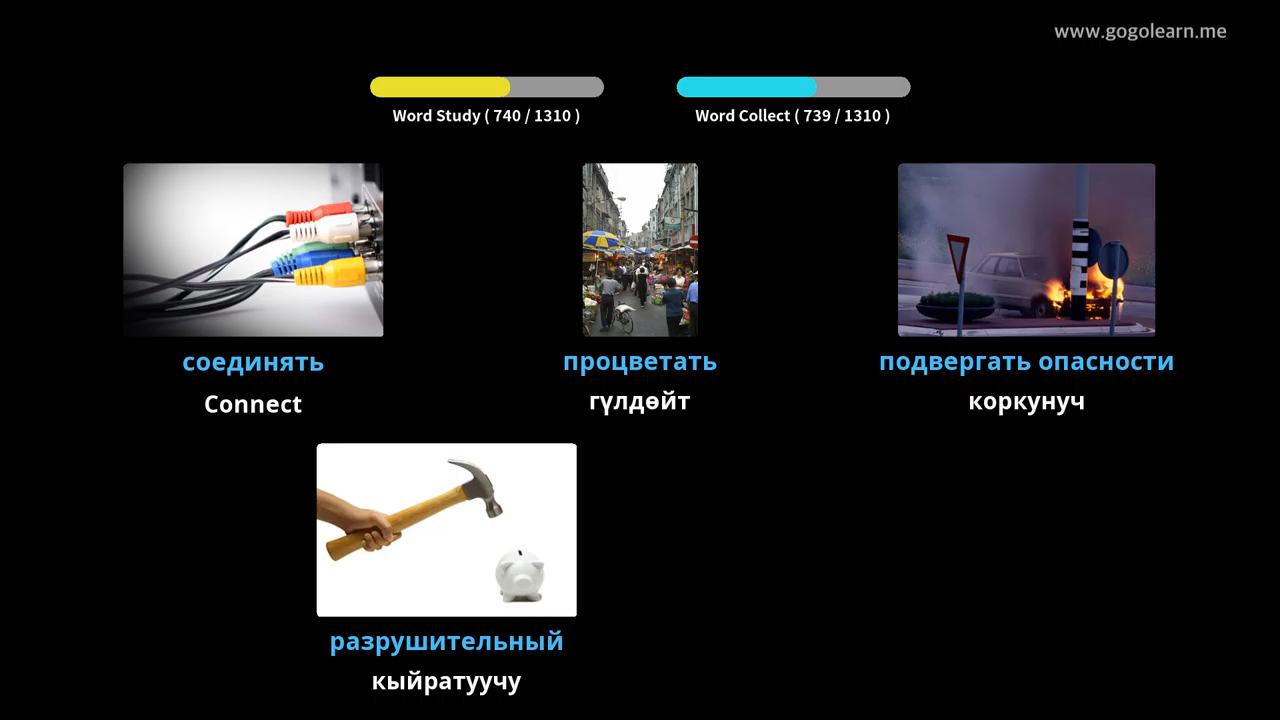 www.gogolearn.me
Word Study ( 740 / 1310 )
Word Collect ( 739 / 1310 )
соединять
Connect
процветать
гүлдөйт
подвергать опасности
коркунуч
разрушительный
кыйратуучу